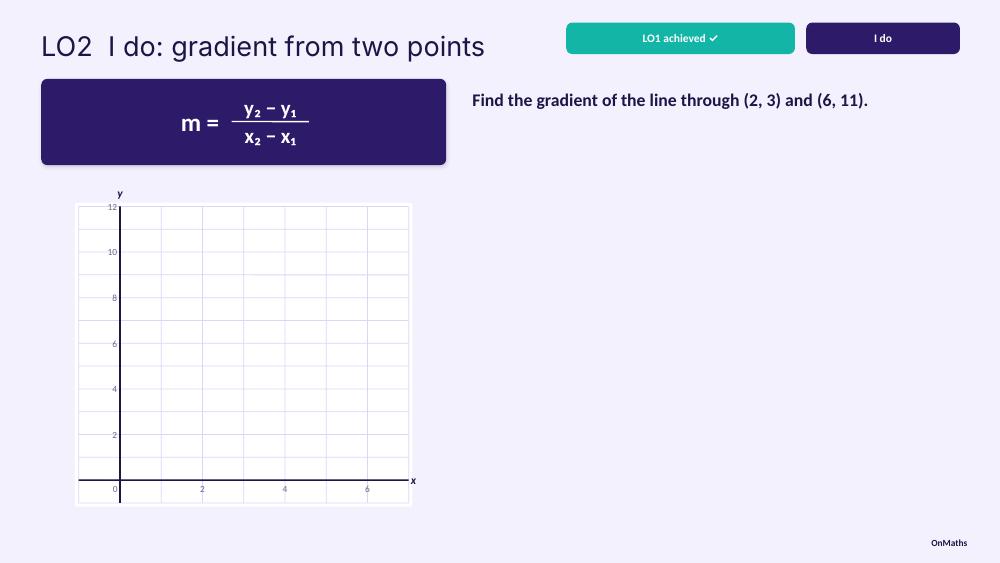 LO2 I do: gradient from two points
LO1 achieved ✓
I do
m = 
y₂ − y₁
x₂ − x₁
Find the gradient of the line through (2, 3) and (6, 11).
y
12
10
8
6
4
2
0
2
4
6
x
OnMaths